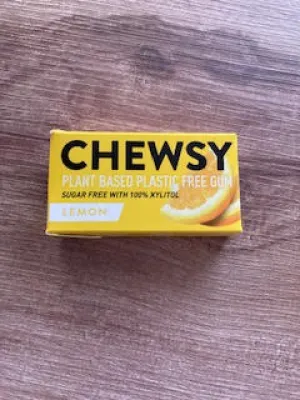 CHEWSY
PLANT BASED PLASTIC FREE GUM
SUGAR FREE WITH 100% XYLITOL
LEMON